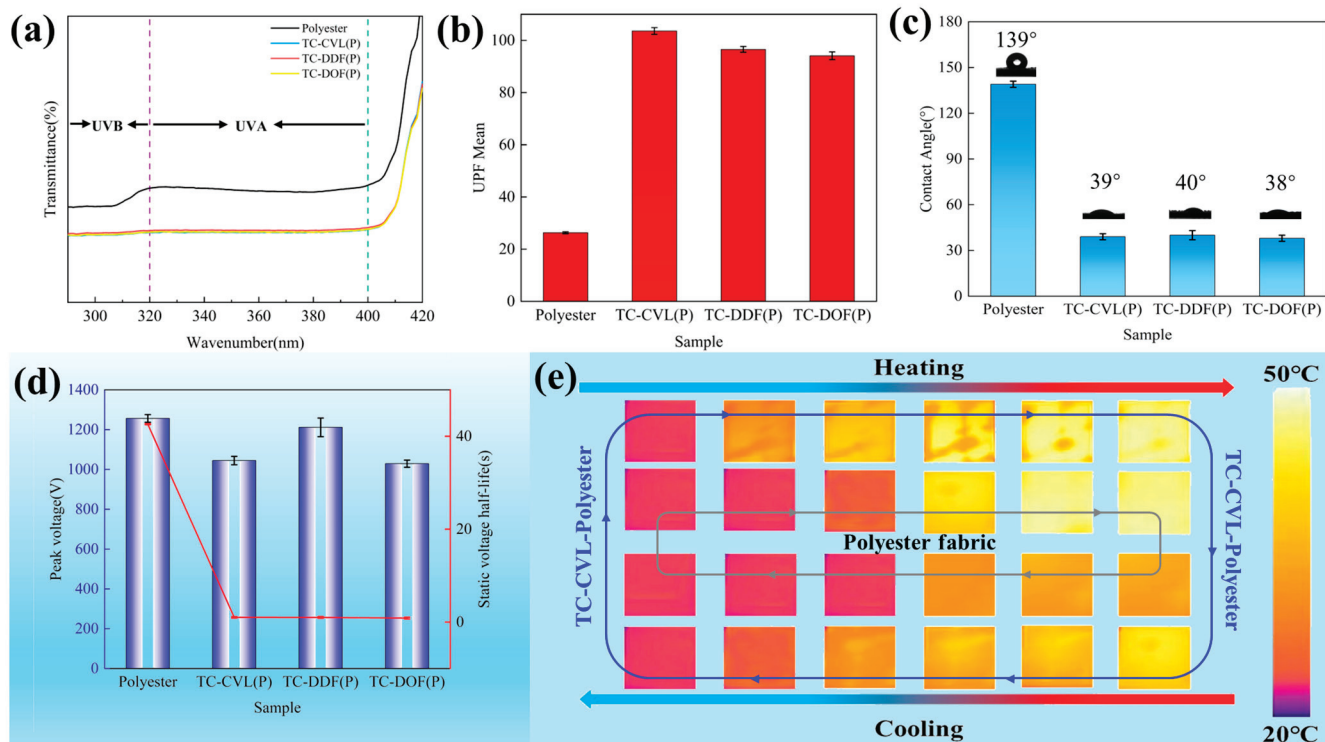 (a)
Polyester
TC-CVL(P)
TC-DDF(P)
TC-DOF(P)
UVB
UVA
Transmittance(%)
300 320 340 360 380 400 420
Wavenumber(nm)
(b)
100
80
60
40
20
0
UPF Mean
Polyester TC-CVL(P) TC-DDF(P) TC-DOF(P)
Sample
(c)
180
150
120
90
60
30
0
Contact Angle(°)
139°
39°
40°
38°
Polyester TC-CVL(P) TC-DDF(P) TC-DOF(P)
Sample
(d)
1400
1200
1000
800
600
400
200
0
Peak voltage(V)
40
20
0
Static voltage half-life(s)
Polyester TC-CVL(P) TC-DDF(P) TC-DOF(P)
Sample
(e)
Heating
TC-CVL-Polyester
Polyester fabric
TC-CVL-Polyester
Cooling
50°C
20°C